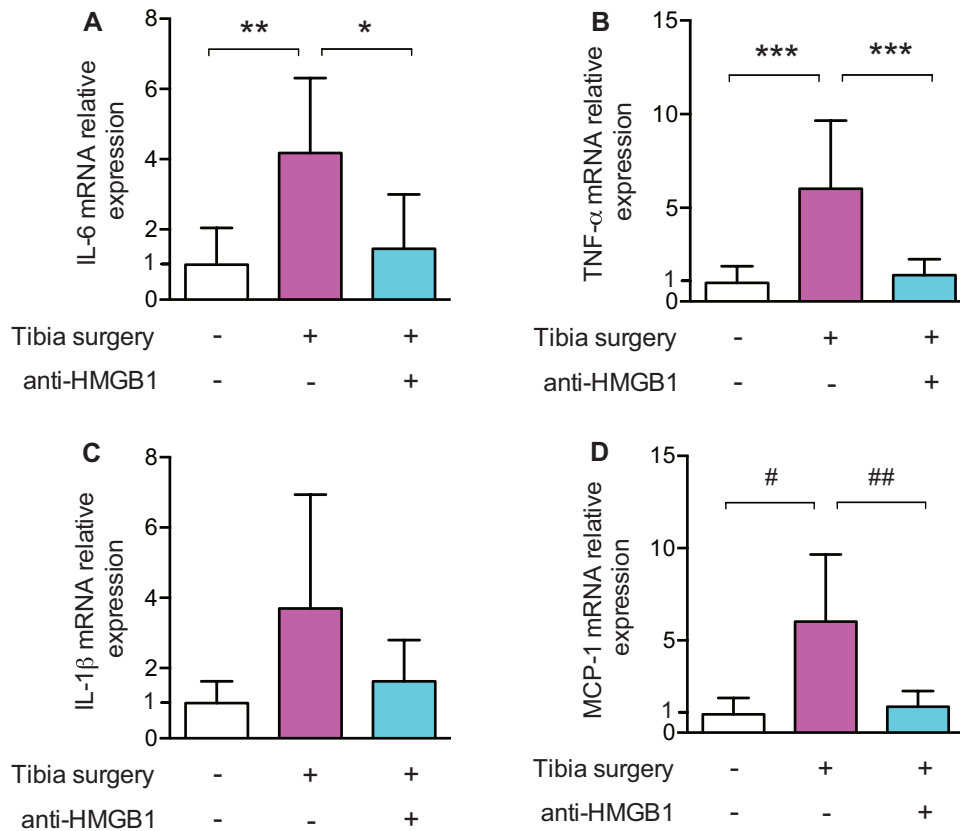 A
IL-6 mRNA relative
expression
8
6
4
2
1
0
** *
Tibia surgery - + +
anti-HMGB1 - - +
B
TNF-α mRNA relative
expression
15
10
5
1
0
*** ***
Tibia surgery - + +
anti-HMGB1 - - +
C
IL-1β mRNA relative
expression
8
6
4
2
1
0
Tibia surgery - + +
anti-HMGB1 - - +
D
MCP-1 mRNA relative
expression
15
10
5
1
0
# ##
Tibia surgery - + +
anti-HMGB1 - - +